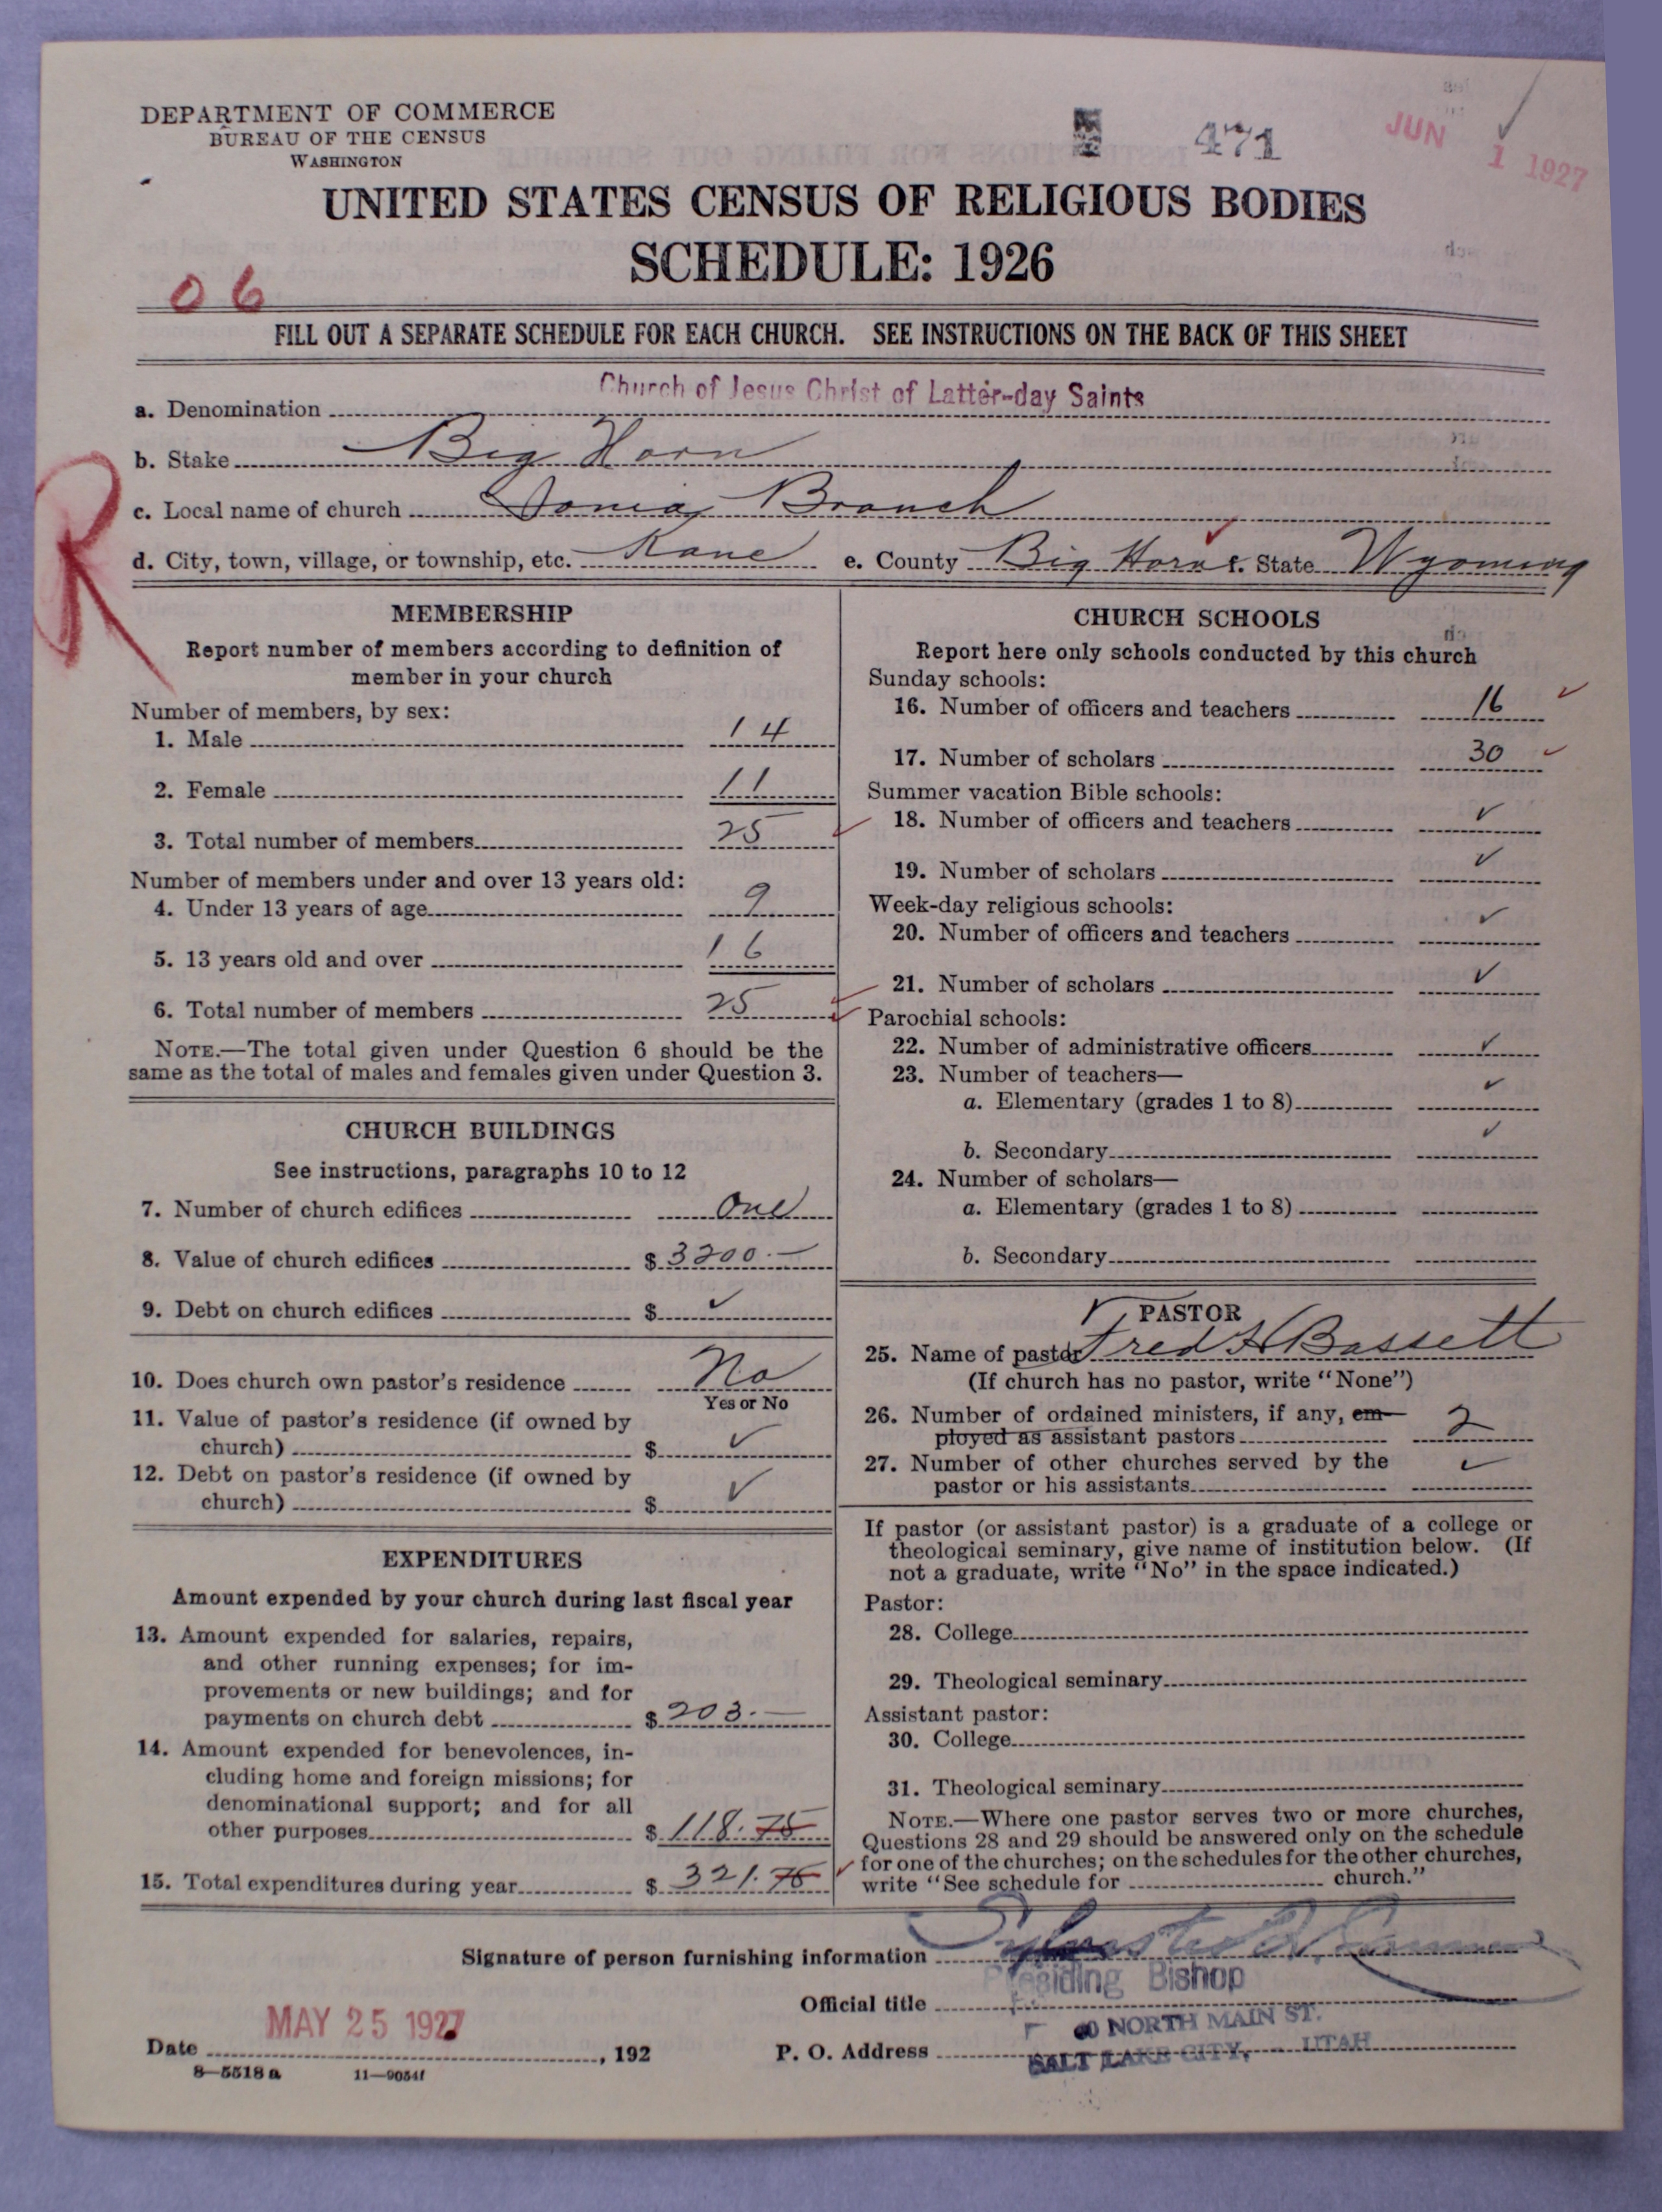 DEPARTMENT OF COMMERCE
BUREAU OF THE CENSUS
WASHINGTON
471
JUN 1 1927
UNITED STATES CENSUS OF RELIGIOUS BODIES
SCHEDULE: 1926
06
FILL OUT A SEPARATE SCHEDULE FOR EACH CHURCH. SEE INSTRUCTIONS ON THE BACK OF THIS SHEET
a. Denomination Church of Jesus Christ of Latter-day Saints
b. Stake Big Horn
R
c. Local name of church Ionia Branch
d. City, town, village, or township, etc. Kane e. County Big Horn f. State Wyoming
MEMBERSHIP
Report number of members according to definition of
member in your church
Number of members, by sex:
1. Male 14
2. Female 11
3. Total number of members 25 ✓
Number of members under and over 13 years old:
4. Under 13 years of age 9
5. 13 years old and over 16
6. Total number of members 25 ✓
NOTE.—The total given under Question 6 should be the
same as the total of males and females given under Question 3.
CHURCH BUILDINGS
See instructions, paragraphs 10 to 12
7. Number of church edifices One
8. Value of church edifices $ 3200.—
9. Debt on church edifices $ ✓
10. Does church own pastor's residence No
Yes or No
11. Value of pastor's residence (if owned by
church) $ ✓
12. Debt on pastor's residence (if owned by
church) $ ✓
EXPENDITURES
Amount expended by your church during last fiscal year
13. Amount expended for salaries, repairs,
and other running expenses; for im-
provements or new buildings; and for
payments on church debt $ 203.—
14. Amount expended for benevolences, in-
cluding home and foreign missions; for
denominational support; and for all
other purposes $ 118.75
15. Total expenditures during year $ 321.75 ✓
CHURCH SCHOOLS
Report here only schools conducted by this church
Sunday schools:
16. Number of officers and teachers 16 ✓
17. Number of scholars 30 ✓
Summer vacation Bible schools:
18. Number of officers and teachers ✓
19. Number of scholars ✓
Week-day religious schools:
20. Number of officers and teachers ✓
21. Number of scholars ✓
Parochial schools:
22. Number of administrative officers ✓
23. Number of teachers—
a. Elementary (grades 1 to 8) ✓
b. Secondary ✓
24. Number of scholars—
a. Elementary (grades 1 to 8)
b. Secondary
PASTOR
25. Name of pastor Fred H Bassett
(If church has no pastor, write "None")
26. Number of ordained ministers, if any, em-
ployed as assistant pastors 2
27. Number of other churches served by the
pastor or his assistants ✓
If pastor (or assistant pastor) is a graduate of a college or
theological seminary, give name of institution below. (If
not a graduate, write "No" in the space indicated.)
Pastor:
28. College
29. Theological seminary
Assistant pastor:
30. College
31. Theological seminary
NOTE.—Where one pastor serves two or more churches,
Questions 28 and 29 should be answered only on the schedule
for one of the churches; on the schedules for the other churches,
write "See schedule for church."
Signature of person furnishing information
Official title Presiding Bishop
Date MAY 25 1927, 192
P. O. Address 40 NORTH MAIN ST.
SALT LAKE CITY, - UTAH
8—5518 a 11—9034f